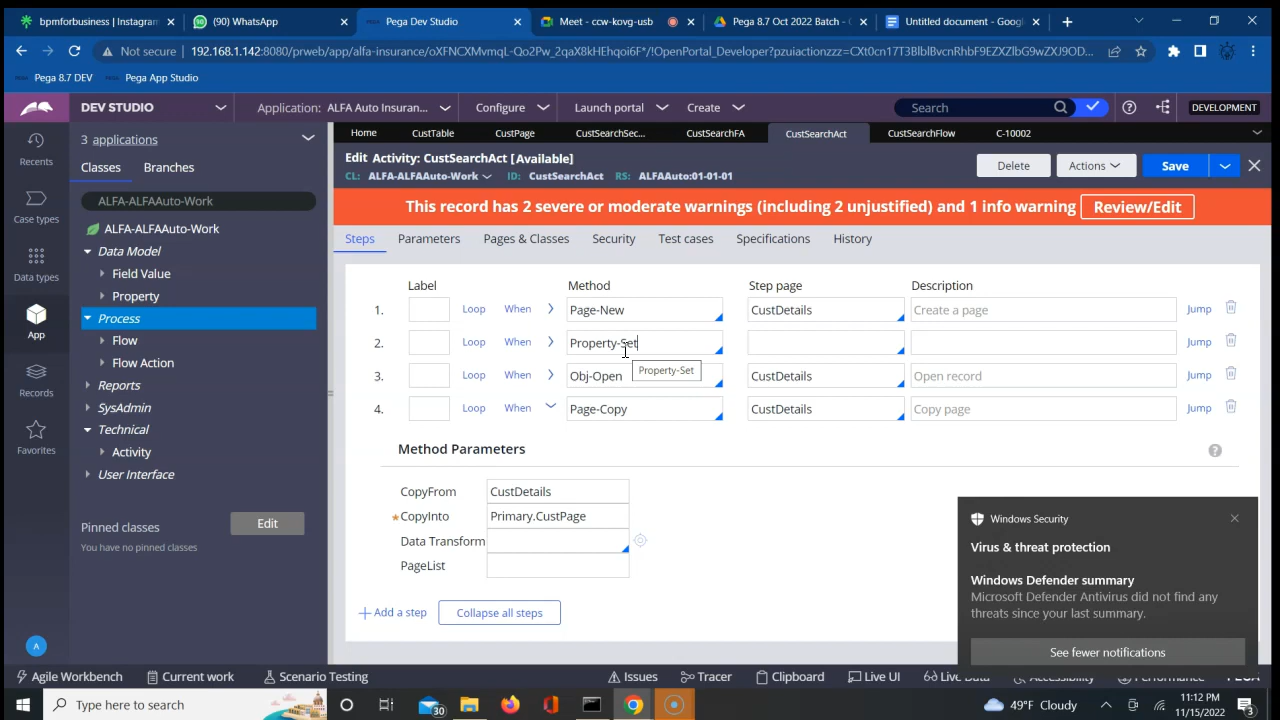 bpmforbusiness | Instagram
(90) WhatsApp
Pega Dev Studio
Meet - ccw-kovg-usb
Pega 8.7 Oct 2022 Batch -
Untitled document - Google
Not secure | 192.168.1.142:8080/prweb/app/alfa-insurance/oXFNCXMvmqL-Qo2Pw_2qaX8kHEhqoi6F*/!OpenPortal_Developer?pzuiactionzzz=CXt0cn17T3BlblBvcnRhbF9EZXZlbG9wZXJ9OD...
Pega 8.7 DEV
Pega App Studio
DEV STUDIO
Application: ALFA Auto Insuran...
Configure
Launch portal
Create
Search
DEVELOPMENT
Home
CustTable
CustPage
CustSearchSec...
CustSearchFA
CustSearchAct
CustSearchFlow
C-10002
Recents
Case types
Data types
App
Records
Favorites
A
3 applications
Classes
Branches
ALFA-ALFAAuto-Work
ALFA-ALFAAuto-Work
Data Model
Field Value
Property
Process
Flow
Flow Action
Reports
SysAdmin
Technical
Activity
User Interface
Pinned classes
Edit
You have no pinned classes
Edit Activity: CustSearchAct [Available]
CL: ALFA-ALFAAuto-Work ID: CustSearchAct RS: ALFAAuto:01-01-01
Delete
Actions
Save
This record has 2 severe or moderate warnings (including 2 unjustified) and 1 info warning
Review/Edit
Steps
Parameters
Pages & Classes
Security
Test cases
Specifications
History
Label Method Step page Description
1. Loop When Page-New CustDetails Create a page Jump
2. Loop When Property-Set Jump
Property-Set
3. Loop When Obj-Open CustDetails Open record Jump
4. Loop When Page-Copy CustDetails Copy page Jump
Method Parameters
?
CopyFrom CustDetails
*CopyInto Primary.CustPage
Data Transform
PageList
Add a step
Collapse all steps
Windows Security
Virus & threat protection
Windows Defender summary
Microsoft Defender Antivirus did not find any
threats since your last summary.
See fewer notifications
Agile Workbench
Current work
Scenario Testing
Issues
Tracer
Clipboard
Live UI
Live Data
Accessibility
Performance
PEGA
Type here to search
30
49°F Cloudy
11:12 PM
11/15/2022
3